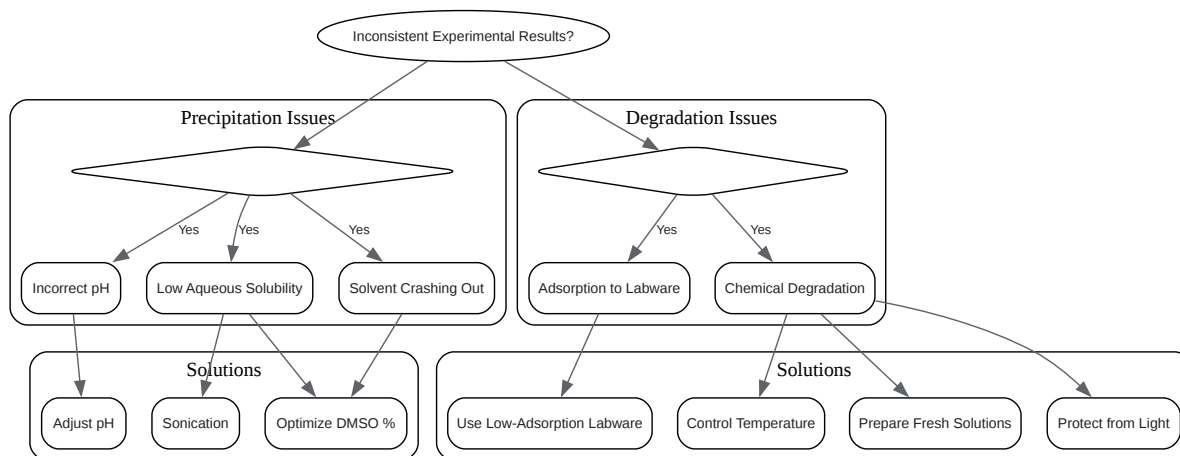 Inconsistent Experimental Results?
Precipitation Issues
Degradation Issues
Yes
Yes
Yes
Yes
Yes
Incorrect pH
Low Aqueous Solubility
Solvent Crashing Out
Adsorption to Labware
Chemical Degradation
Solutions
Solutions
Adjust pH
Sonication
Optimize DMSO %
Use Low-Adsorption Labware
Control Temperature
Prepare Fresh Solutions
Protect from Light